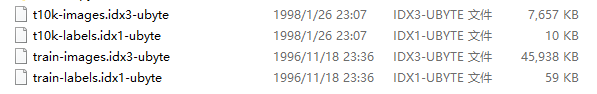 t10k-images.idx3-ubyte 1998/1/26 23:07 IDX3-UBYTE 文件 7,657 KB
t10k-labels.idx1-ubyte 1998/1/26 23:07 IDX1-UBYTE 文件 10 KB
train-images.idx3-ubyte 1996/11/18 23:36 IDX3-UBYTE 文件 45,938 KB
train-labels.idx1-ubyte 1996/11/18 23:36 IDX1-UBYTE 文件 59 KB